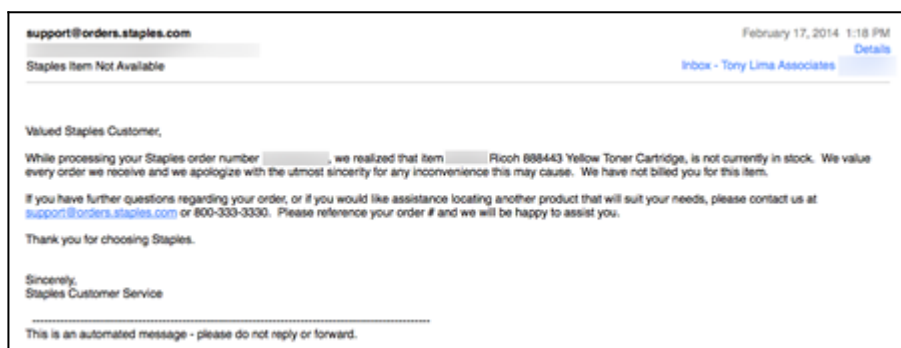 support@orders.staples.com
February 17, 2014 1:18 PM
Details
Staples Item Not Available
Inbox - Tony Lima Associates
Valued Staples Customer,
While processing your Staples order number , we realized that item Ricoh 888443 Yellow Toner Cartridge, is not currently in stock. We value
every order we receive and we apologize with the utmost sincerity for any inconvenience this may cause. We have not billed you for this item.
If you have further questions regarding your order, or if you would like assistance locating another product that will suit your needs, please contact us at
support@orders.staples.com or 800-333-3330. Please reference your order # and we will be happy to assist you.
Thank you for choosing Staples.
Sincerely,
Staples Customer Service
--------------------------------------------------------------------------------
This is an automated message - please do not reply or forward.